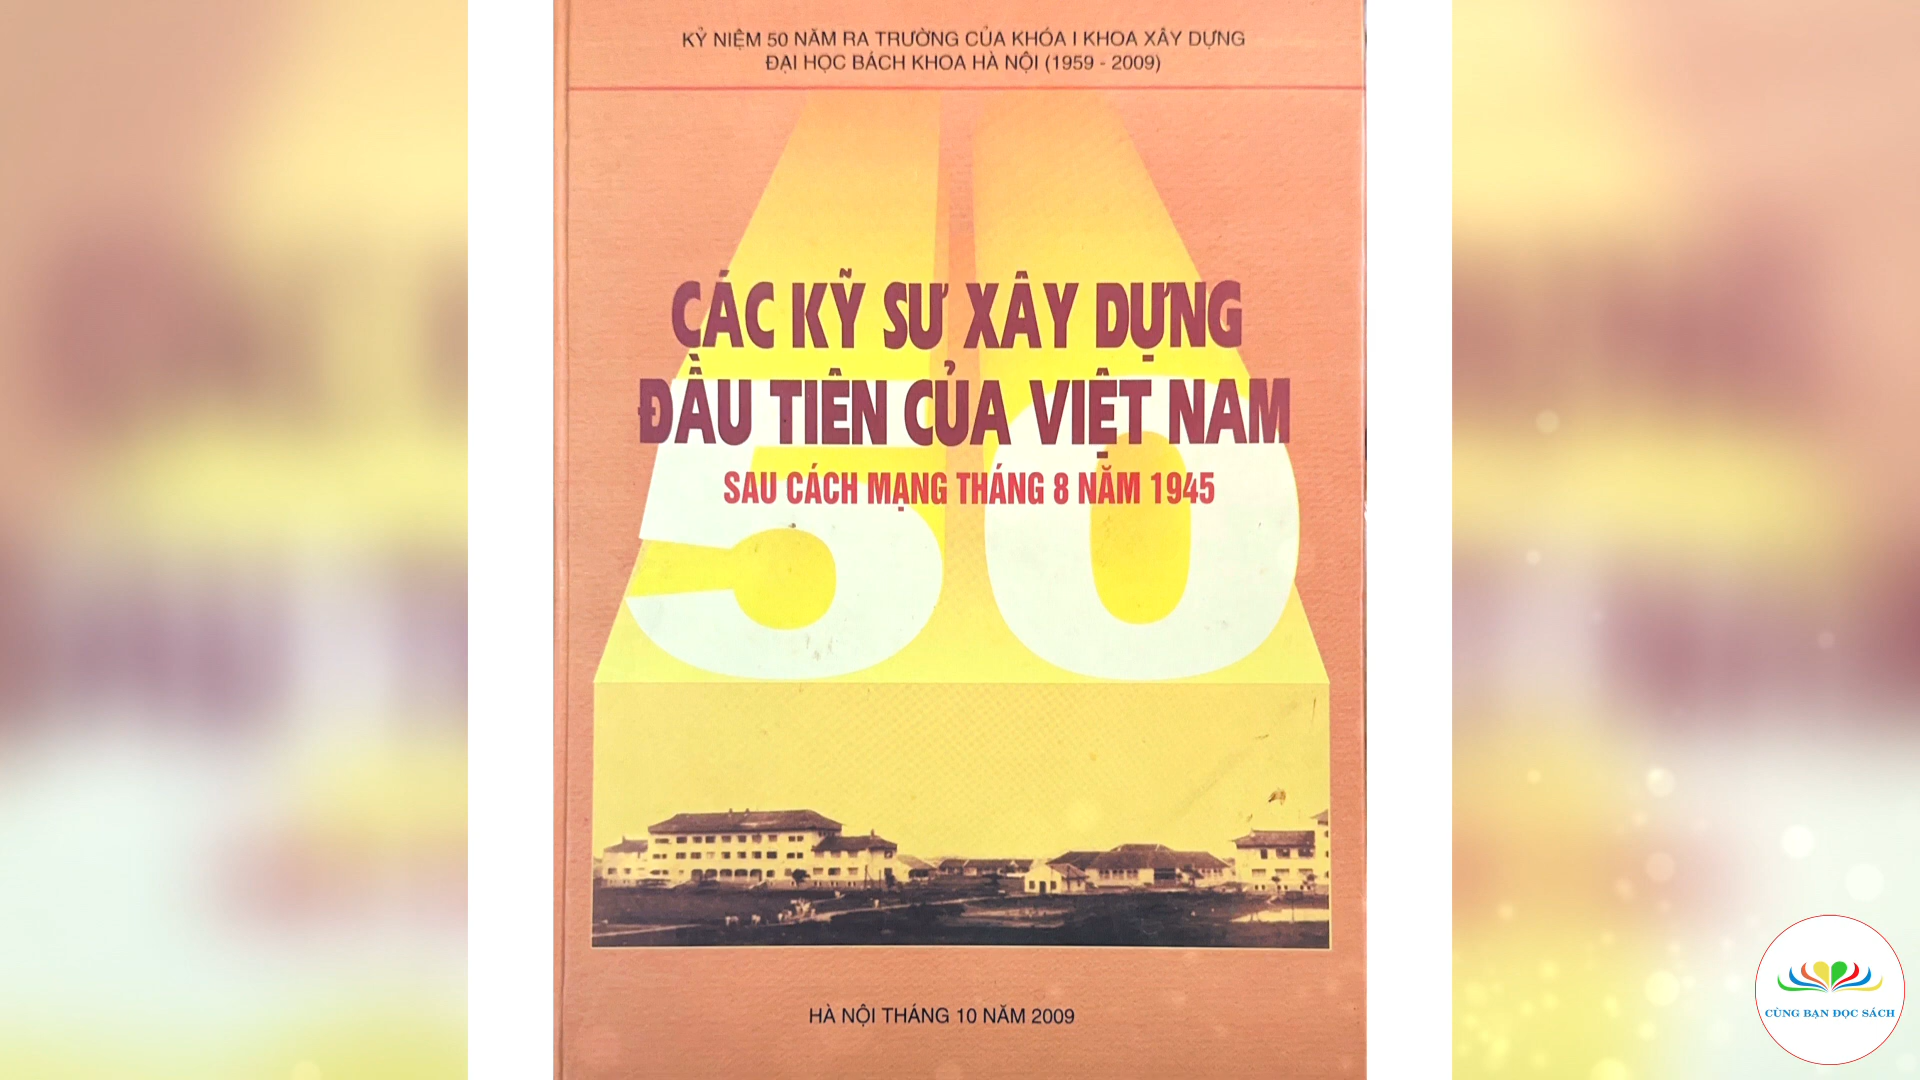 KỶ NIỆM 50 NĂM RA TRƯỜNG CỦA KHÓA I KHOA XÂY DỰNG
ĐẠI HỌC BÁCH KHOA HÀ NỘI (1959 - 2009)
CÁC KỸ SƯ XÂY DỰNG
ĐẦU TIÊN CỦA VIỆT NAM
SAU CÁCH MẠNG THÁNG 8 NĂM 1945
50
HÀ NỘI THÁNG 10 NĂM 2009
CÙNG BẠN ĐỌC SÁCH